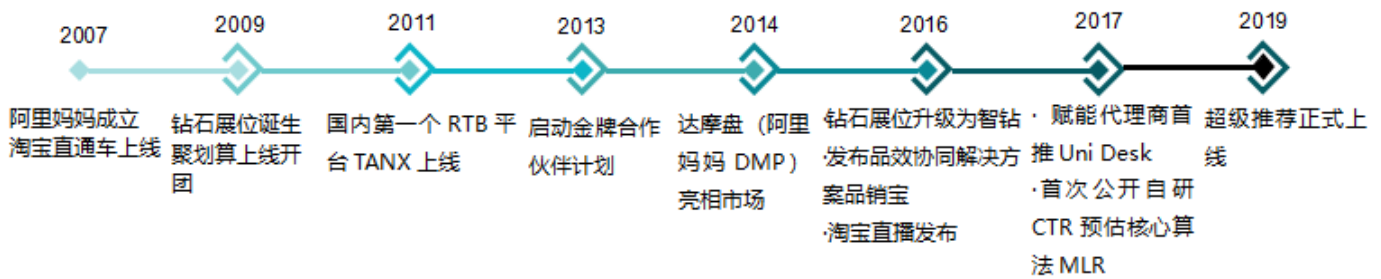 2007
阿里妈妈成立
淘宝直通车上线
2009
钻石展位诞生
聚划算上线开
团
2011
国内第一个 RTB 平
台 TANX 上线
2013
启动金牌合作
伙伴计划
2014
达摩盘（阿里
妈妈 DMP）
亮相市场
2016
·钻石展位升级为智钻
·发布品效协同解决方
案品销宝
·淘宝直播发布
2017
· 赋能代理商首
推 Uni Desk
·首次公开自研
CTR 预估核心算
法 MLR
2019
超级推荐正式上
线